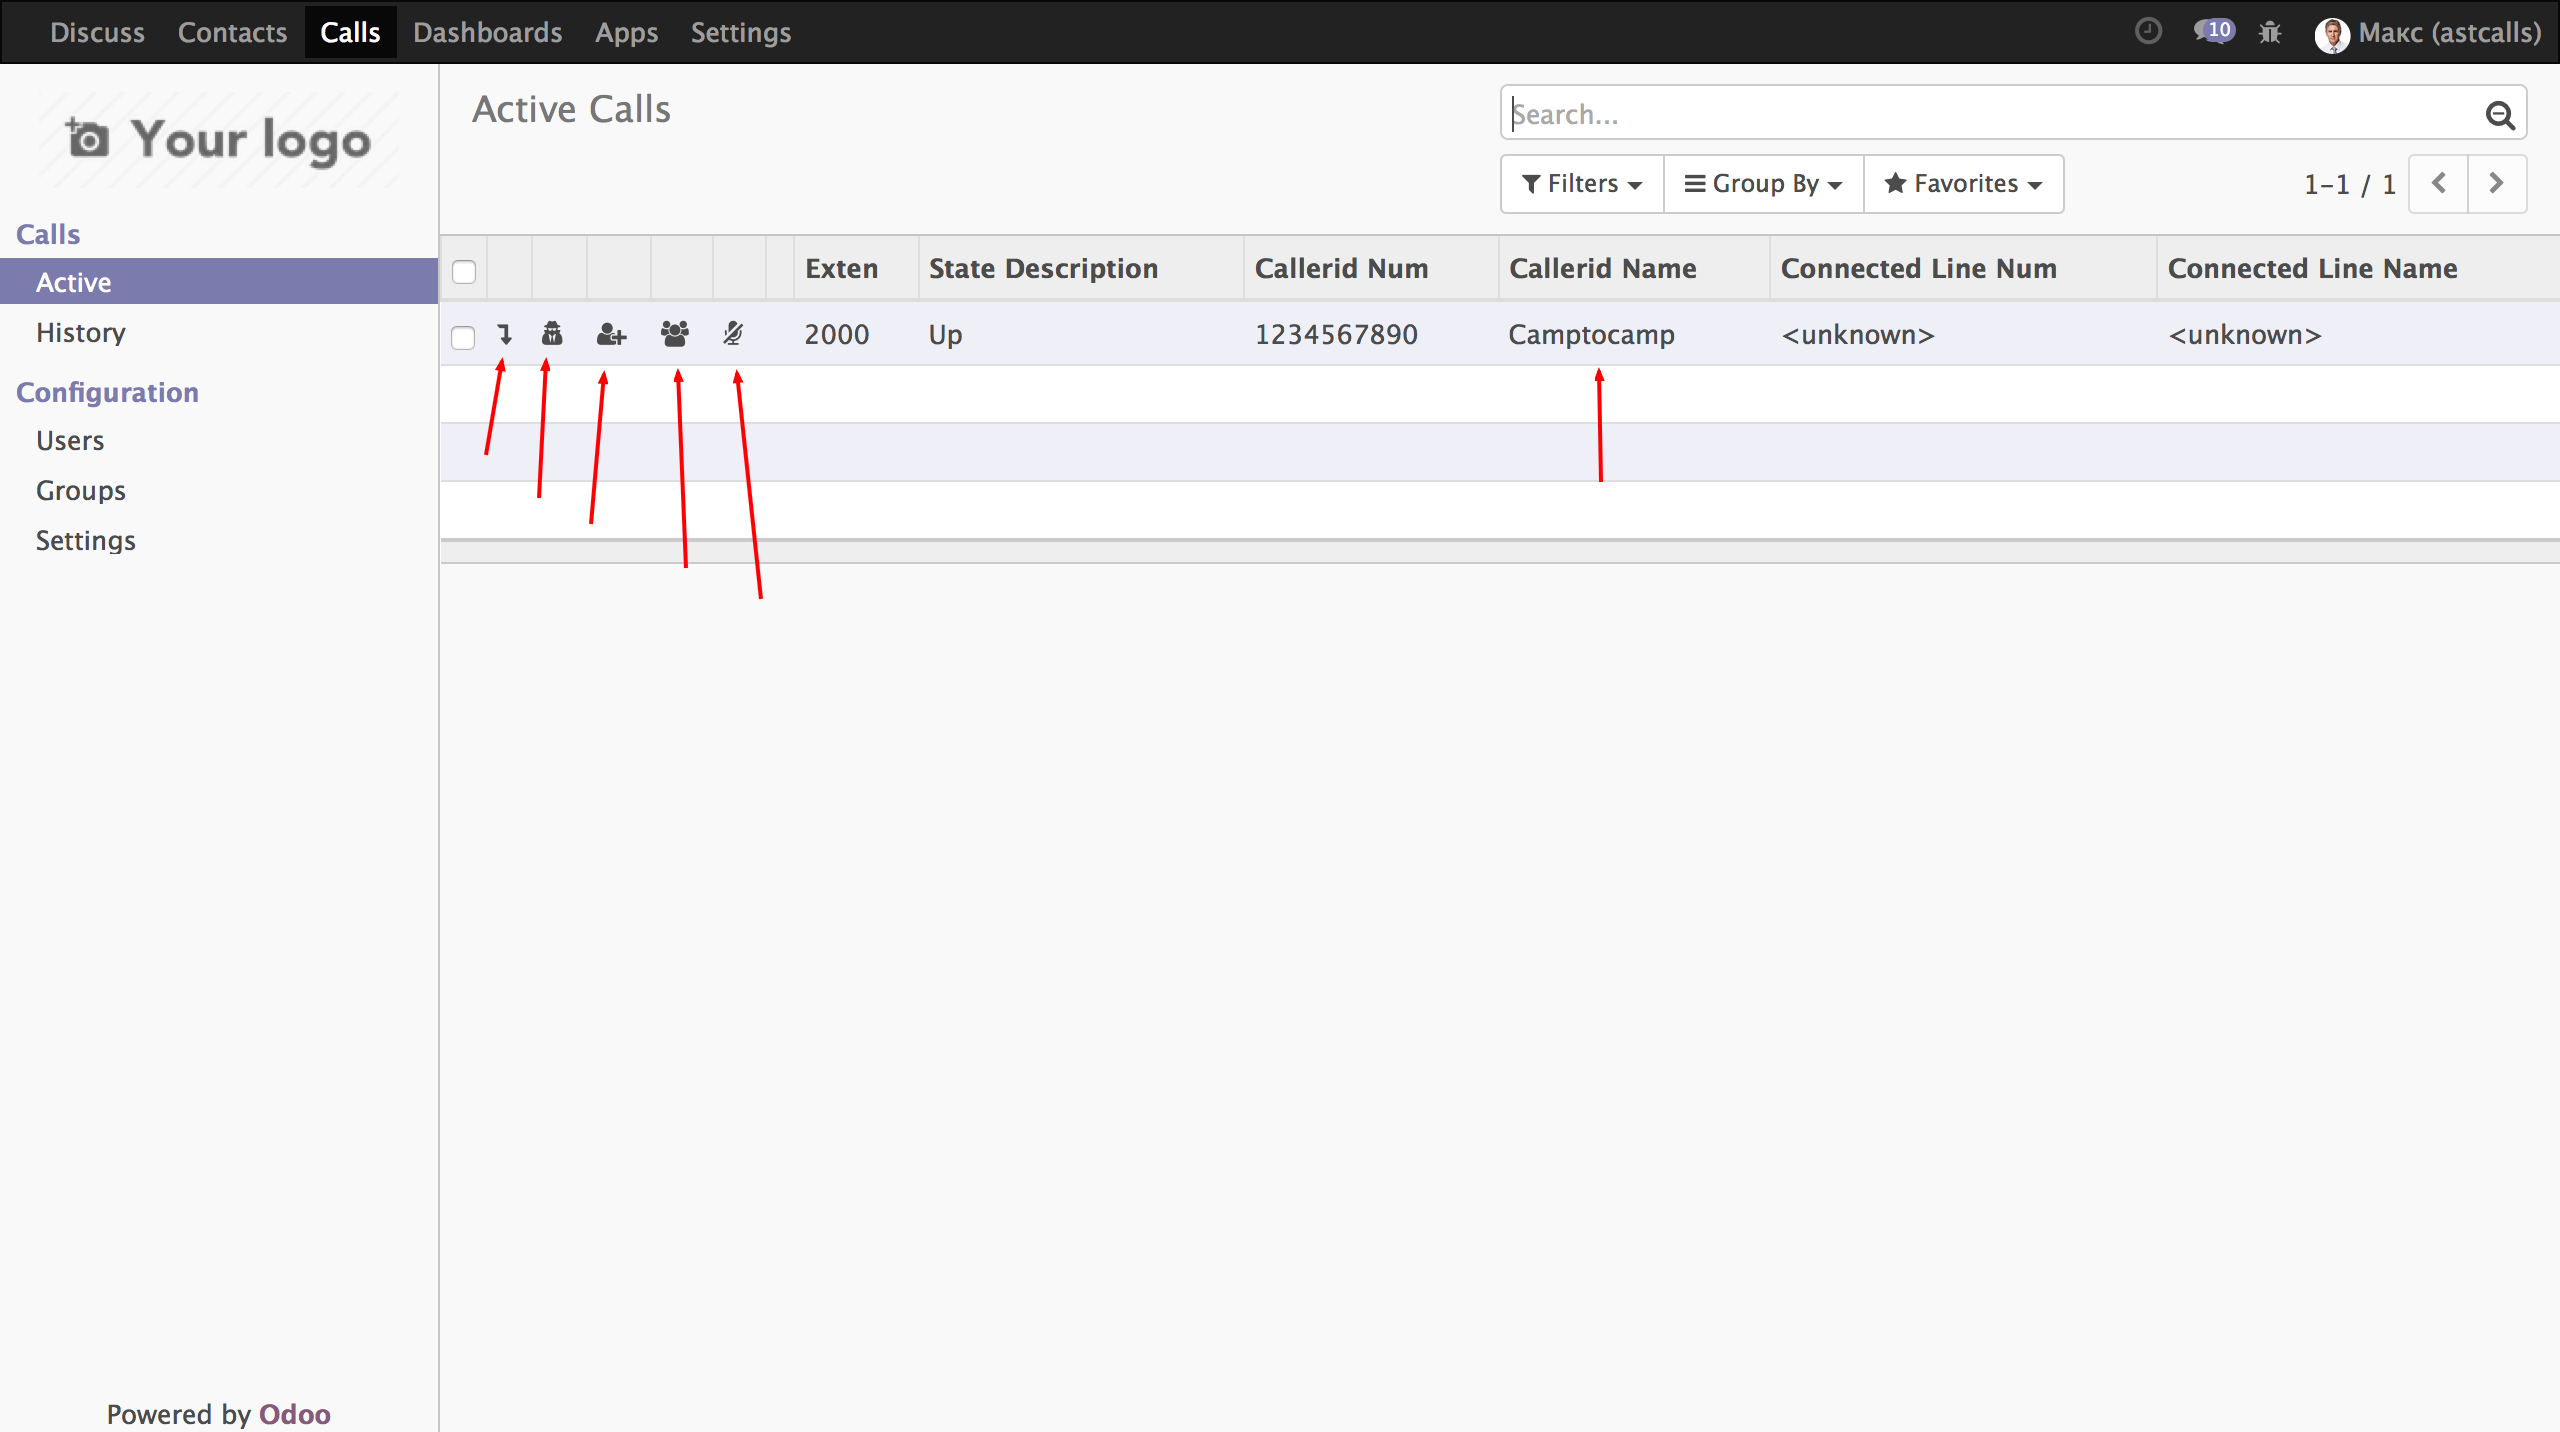 Discuss Contacts Calls Dashboards Apps Settings 10 Макс (astcalls)
Your logo
Active Calls
Search...
Filters Group By Favorites 1-1 / 1
Calls
Active
History
Configuration
Users
Groups
Settings
Exten State Description Callerid Num Callerid Name Connected Line Num Connected Line Name
2000 Up 1234567890 Camptocamp <unknown> <unknown>
Powered by Odoo